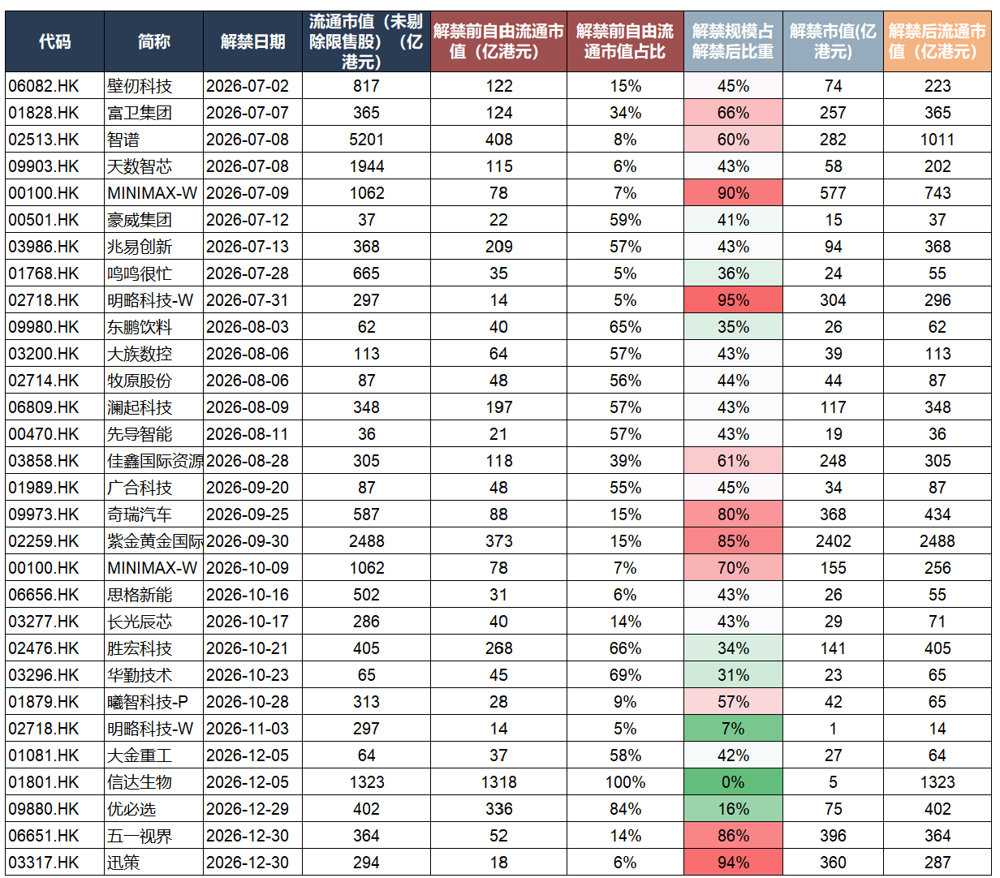 代码 简称 解禁日期 流通市值（未剔除限售股）（亿港元） 解禁前自由流通市值（亿港元） 解禁前自由流通市值占比 解禁规模占解禁后比重 解禁市值(亿港元) 解禁后流通市值（亿港元）
06082.HK 壁仞科技 2026-07-02 817 122 15% 45% 74 223
01828.HK 富卫集团 2026-07-07 365 124 34% 66% 257 365
02513.HK 智谱 2026-07-08 5201 408 8% 60% 282 1011
09903.HK 天数智芯 2026-07-08 1944 115 6% 43% 58 202
00100.HK MINIMAX-W 2026-07-09 1062 78 7% 90% 577 743
00501.HK 豪威集团 2026-07-12 37 22 59% 41% 15 37
03986.HK 兆易创新 2026-07-13 368 209 57% 43% 94 368
01768.HK 鸣鸣很忙 2026-07-28 665 35 5% 36% 24 55
02718.HK 明略科技-W 2026-07-31 297 14 5% 95% 304 296
09980.HK 东鹏饮料 2026-08-03 62 40 65% 35% 26 62
03200.HK 大族数控 2026-08-06 113 64 57% 43% 39 113
02714.HK 牧原股份 2026-08-06 87 48 56% 44% 44 87
06809.HK 澜起科技 2026-08-09 348 197 57% 43% 117 348
00470.HK 先导智能 2026-08-11 36 21 57% 43% 19 36
03858.HK 佳鑫国际资源 2026-08-28 305 118 39% 61% 248 305
01989.HK 广合科技 2026-09-20 87 48 55% 45% 34 87
09973.HK 奇瑞汽车 2026-09-25 587 88 15% 80% 368 434
02259.HK 紫金黄金国际 2026-09-30 2488 373 15% 85% 2402 2488
00100.HK MINIMAX-W 2026-10-09 1062 78 7% 70% 155 256
06656.HK 思格新能 2026-10-16 502 31 6% 43% 26 55
03277.HK 长光辰芯 2026-10-17 286 40 14% 43% 29 71
02476.HK 胜宏科技 2026-10-21 405 268 66% 34% 141 405
03296.HK 华勤技术 2026-10-23 65 45 69% 31% 23 65
01879.HK 曦智科技-P 2026-10-28 313 28 9% 57% 42 65
02718.HK 明略科技-W 2026-11-03 297 14 5% 7% 1 14
01081.HK 大金重工 2026-12-05 64 37 58% 42% 27 64
01801.HK 信达生物 2026-12-05 1323 1318 100% 0% 5 1323
09880.HK 优必选 2026-12-29 402 336 84% 16% 75 402
06651.HK 五一视界 2026-12-30 364 52 14% 86% 396 364
03317.HK 迅策 2026-12-30 294 18 6% 94% 360 287